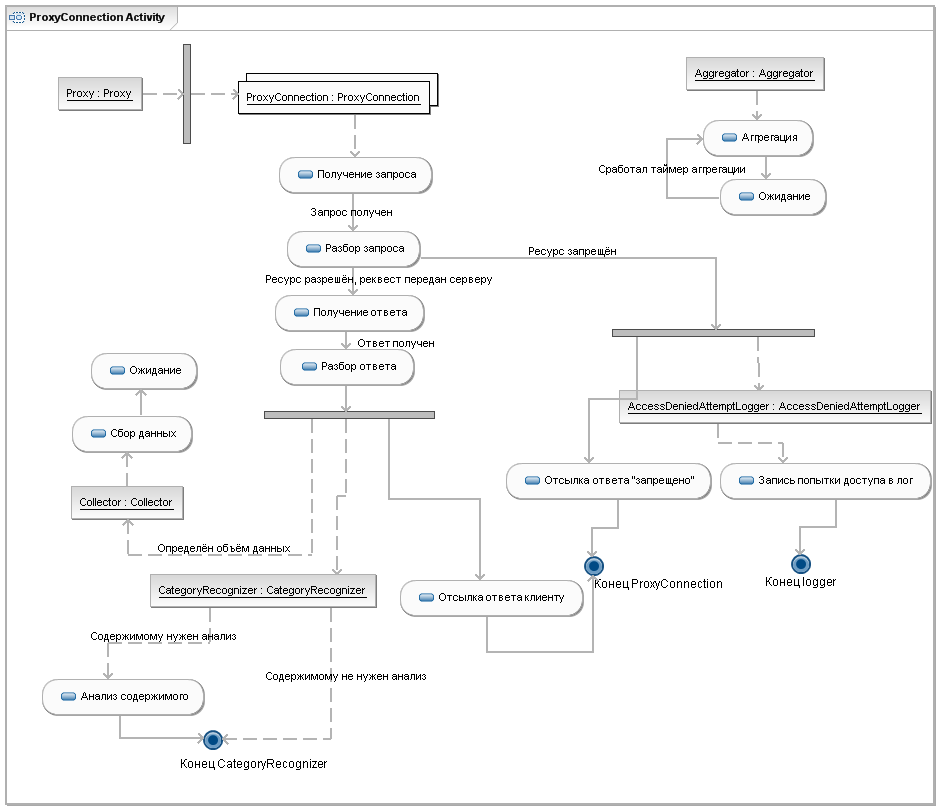 ProxyConnection Activity
Proxy : Proxy
ProxyConnection : ProxyConnection
Aggregator : Aggregator
Аггрегация
Сработал таймер аггрегации
Ожидание
Получение запроса
Запрос получен
Разбор запроса
Ресурс запрещён
Ресурс разрешён, реквест передан серверу
Получение ответа
Ответ получен
Разбор ответа
Ожидание
Сбор данных
Collector : Collector
Определён объём данных
AccessDeniedAttemptLogger : AccessDeniedAttemptLogger
Отсылка ответа "запрещено"
Запись попытки доступа в лог
Конец ProxyConnection
Конец logger
CategoryRecognizer : CategoryRecognizer
Отсылка ответа клиенту
Содержимому нужен анализ
Содержимому не нужен анализ
Анализ содержимого
Конец CategoryRecognizer